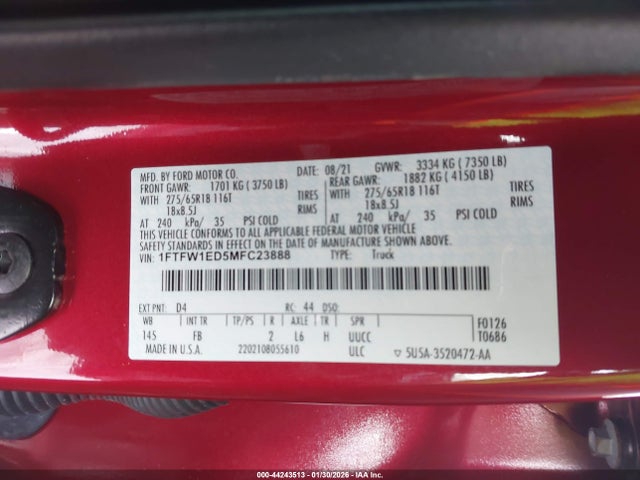 MFD. BY FORD MOTOR CO. DATE: 08/21 GVWR: 3334 KG ( 7350 LB)
FRONT GAWR: 1701 KG ( 3750 LB) REAR GAWR: 1882 KG ( 4150 LB)
WITH 275/65R18 116T TIRES WITH 275/65R18 116T TIRES
18x8.5J RIMS 18x8.5J RIMS
AT 240 kPa/ 35 PSI COLD AT 240 kPa/ 35 PSI COLD
THIS VEHICLE CONFORMS TO ALL APPLICABLE FEDERAL MOTOR VEHICLE
SAFETY STANDARDS IN EFFECT ON THE DATE OF MANUFACTURE SHOWN ABOVE.
VIN: 1FTFW1ED5MFC23888 TYPE: Truck
EXT PNT: D4 RC: 44 DSO:
WB INT TR TP/PS R AXLE TR SPR F0126
145 FB 2 L6 H UUCC T0686
MADE IN U.S.A. 2202108055610 ULC 5U5A-3520472-AA
000-44243513 | 01/30/2026 - IAA Inc.